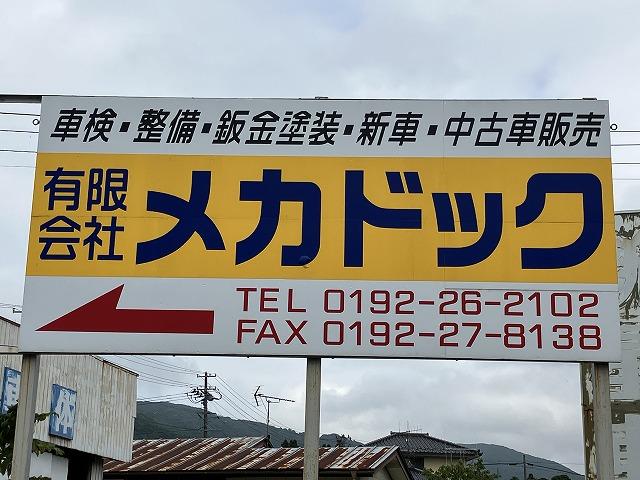 車検・整備・鈑金塗装・新車・中古車販売
有限会社 メカドック
TEL 0192-26-2102
FAX 0192-27-8138
体